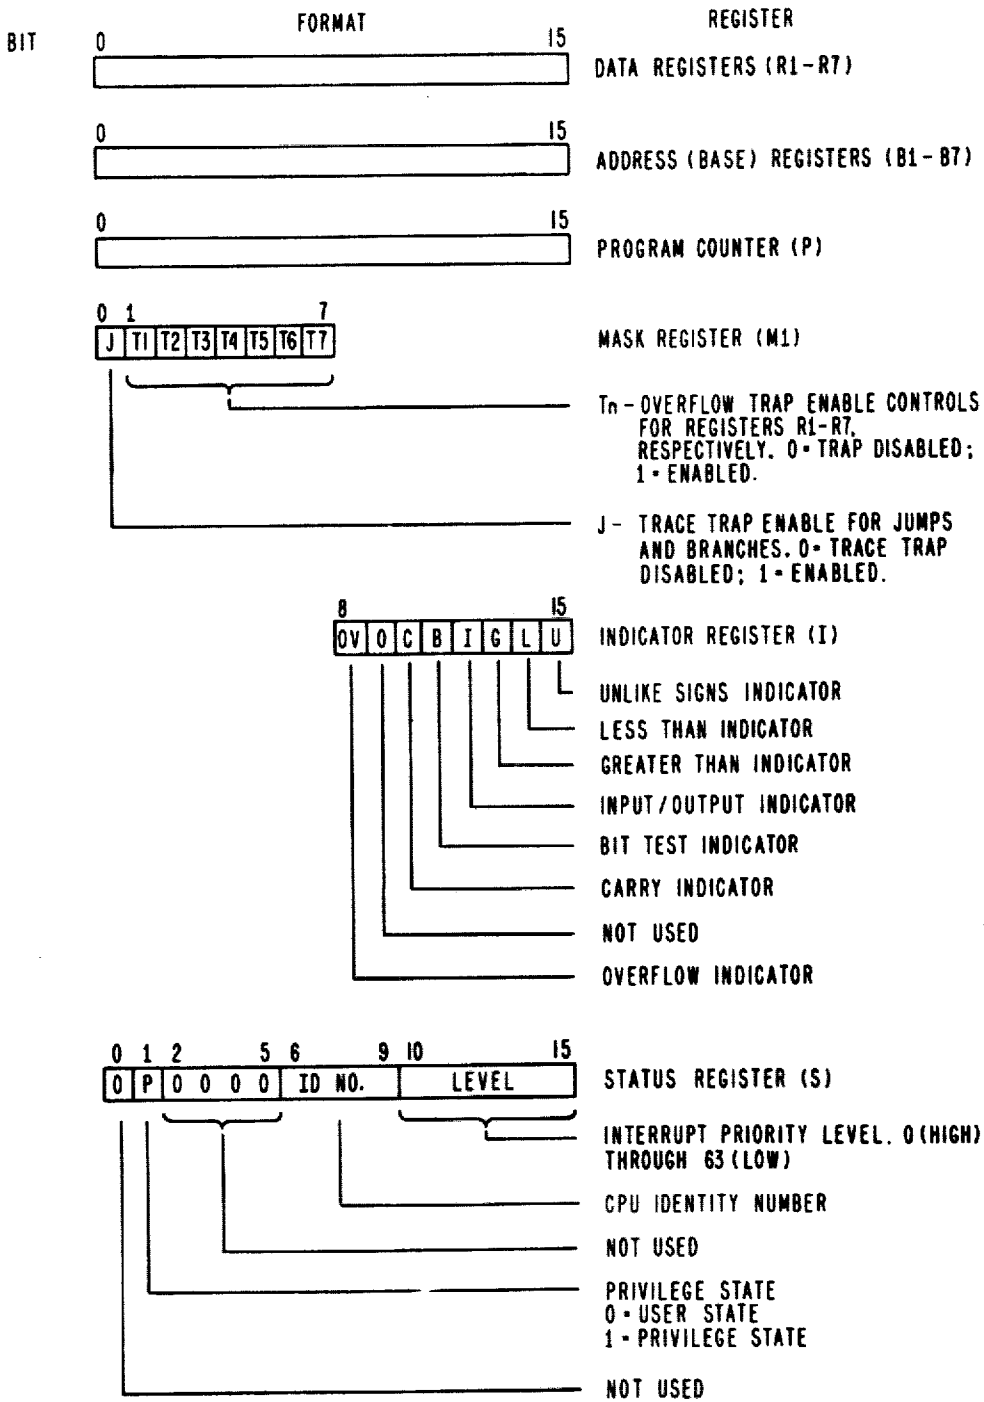 FORMAT REGISTER
BIT 0 15
DATA REGISTERS (R1-R7)
0 15
ADDRESS (BASE) REGISTERS (B1-B7)
0 15
PROGRAM COUNTER (P)
0 1 7
J T1 T2 T3 T4 T5 T6 T7 MASK REGISTER (M1)
Tn - OVERFLOW TRAP ENABLE CONTROLS
FOR REGISTERS R1-R7,
RESPECTIVELY. 0 = TRAP DISABLED;
1 = ENABLED.
J - TRACE TRAP ENABLE FOR JUMPS
AND BRANCHES. 0 = TRACE TRAP
DISABLED; 1 = ENABLED.
8 15
OV 0 C B I G L U INDICATOR REGISTER (I)
UNLIKE SIGNS INDICATOR
LESS THAN INDICATOR
GREATER THAN INDICATOR
INPUT/OUTPUT INDICATOR
BIT TEST INDICATOR
CARRY INDICATOR
NOT USED
OVERFLOW INDICATOR
0 1 2 5 6 9 10 15
0 P 0 0 0 0 ID NO. LEVEL STATUS REGISTER (S)
INTERRUPT PRIORITY LEVEL. 0 (HIGH)
THROUGH 63 (LOW)
CPU IDENTITY NUMBER
NOT USED
PRIVILEGE STATE
0 = USER STATE
1 = PRIVILEGE STATE
NOT USED